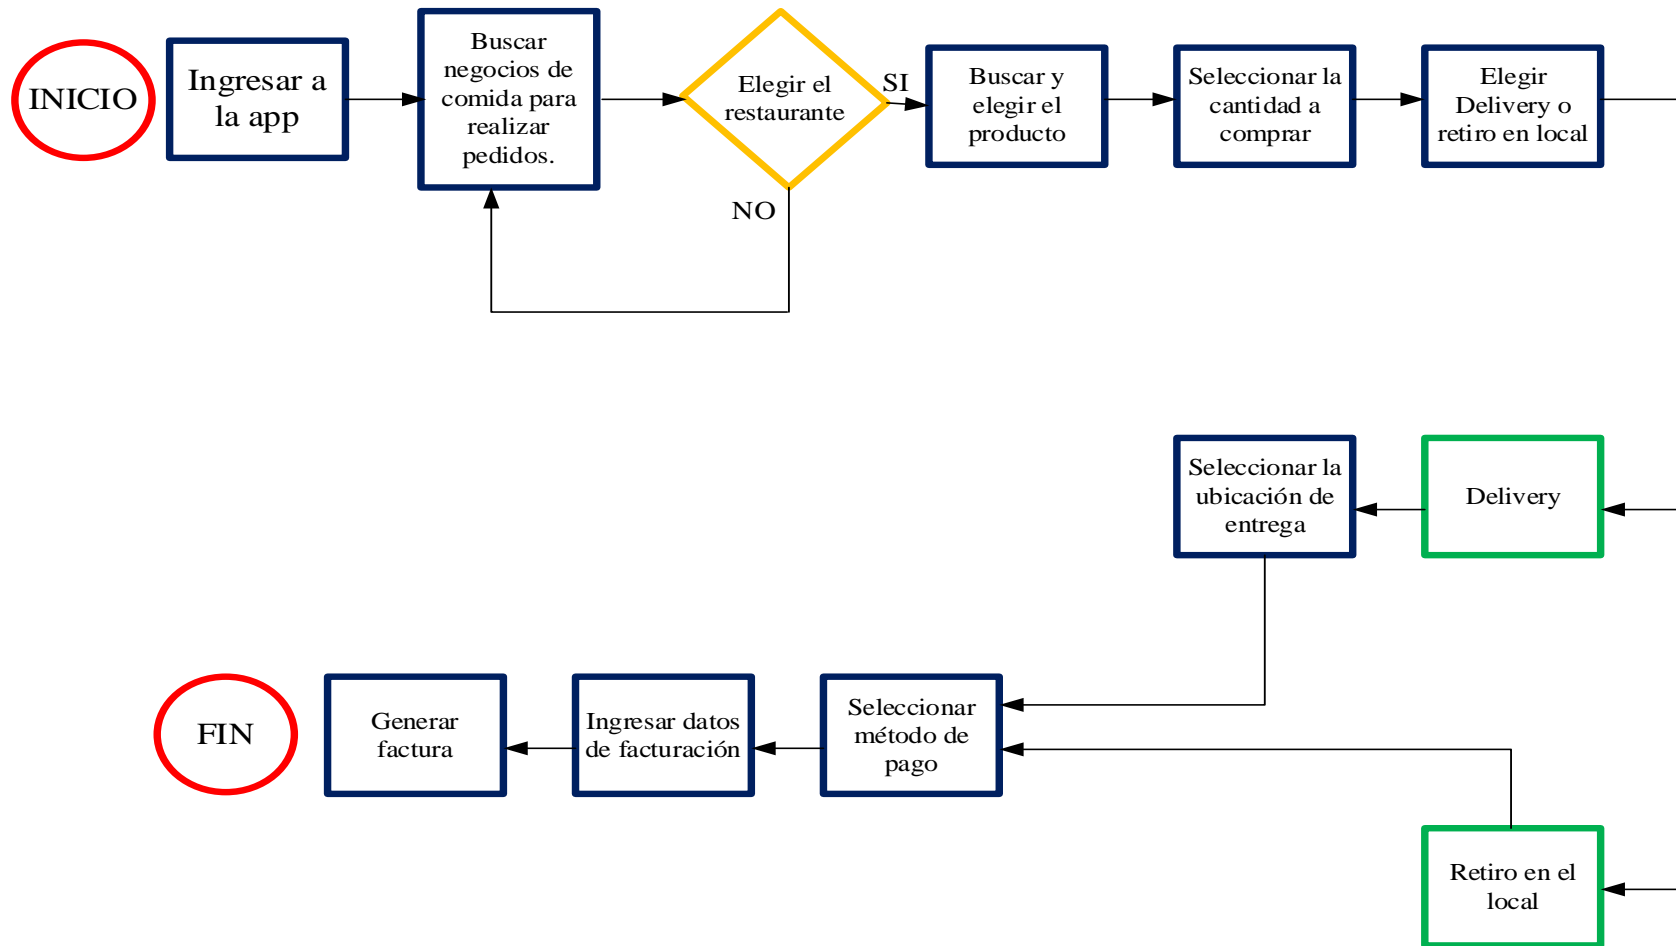 INICIO
Ingresar a
la app
Buscar
negocios de
comida para
realizar
pedidos.
Elegir el
restaurante
SI
NO
Buscar y
elegir el
producto
Seleccionar la
cantidad a
comprar
Elegir
Delivery o
retiro en local
Delivery
Seleccionar la
ubicación de
entrega
Retiro en el
local
Seleccionar
método de
pago
Ingresar datos
de facturación
Generar
factura
FIN